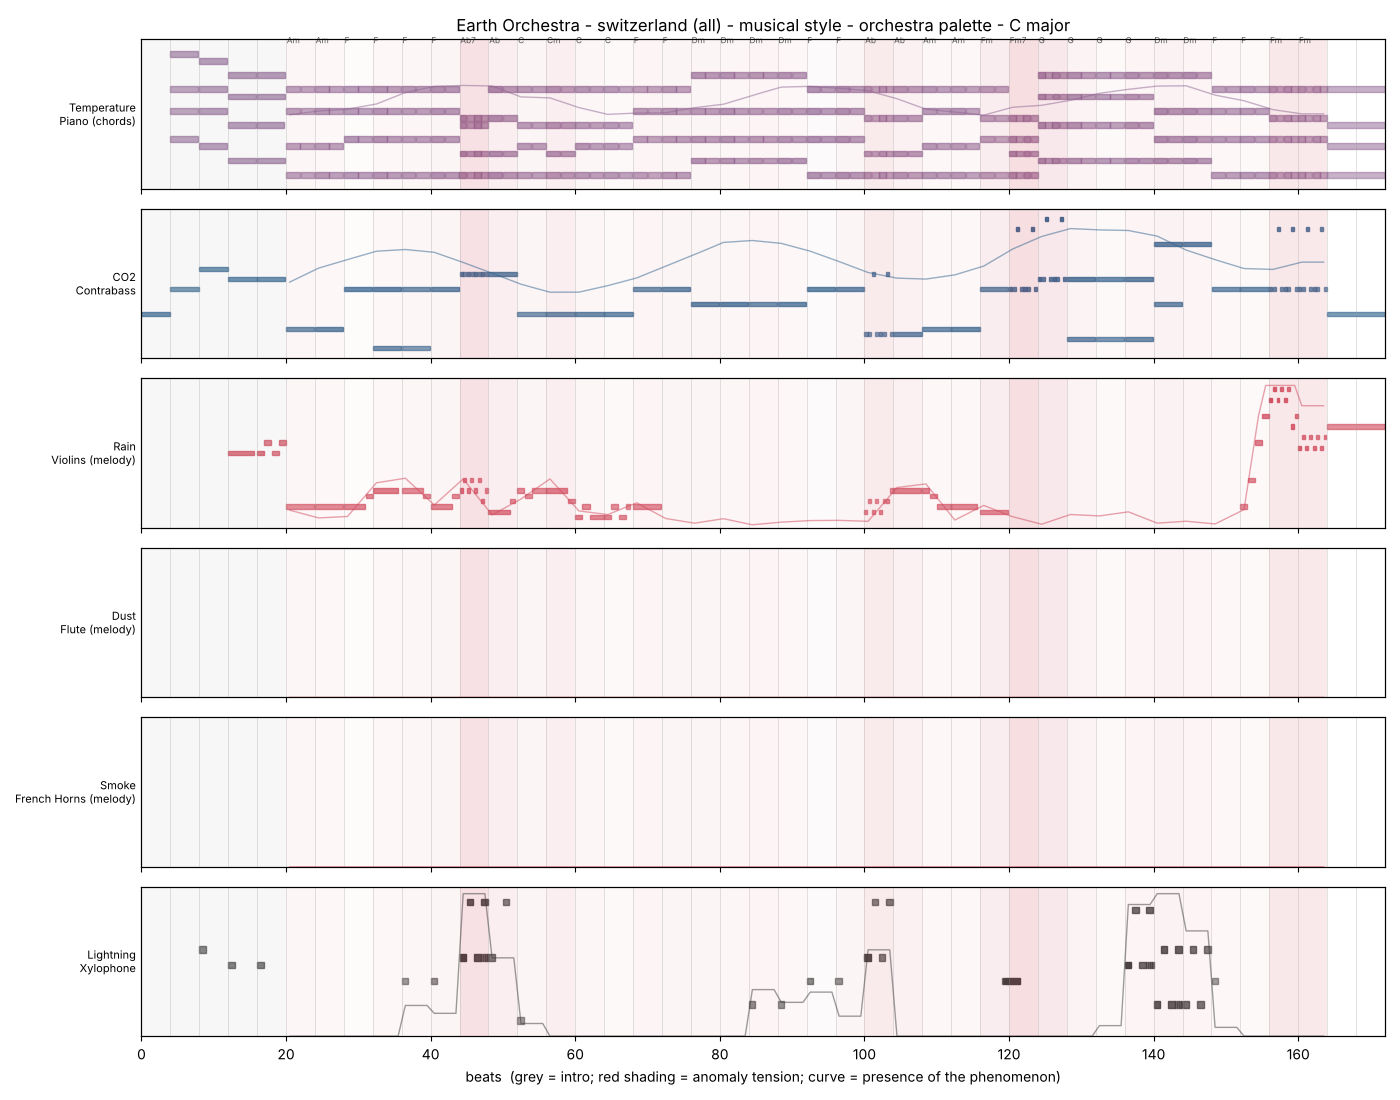 Earth Orchestra - switzerland (all) - musical style - orchestra palette - C major
Am Am F F F F Ab7 Ab C Cm C C F F Dm Dm Dm Dm F F Ab Ab Am Am Fm Fm7 G G G G Dm Dm F F Fm Fm
Temperature
Piano (chords)
CO2
Contrabass
Rain
Violins (melody)
Dust
Flute (melody)
Smoke
French Horns (melody)
Lightning
Xylophone
0 20 40 60 80 100 120 140 160
beats (grey = intro; red shading = anomaly tension; curve = presence of the phenomenon)